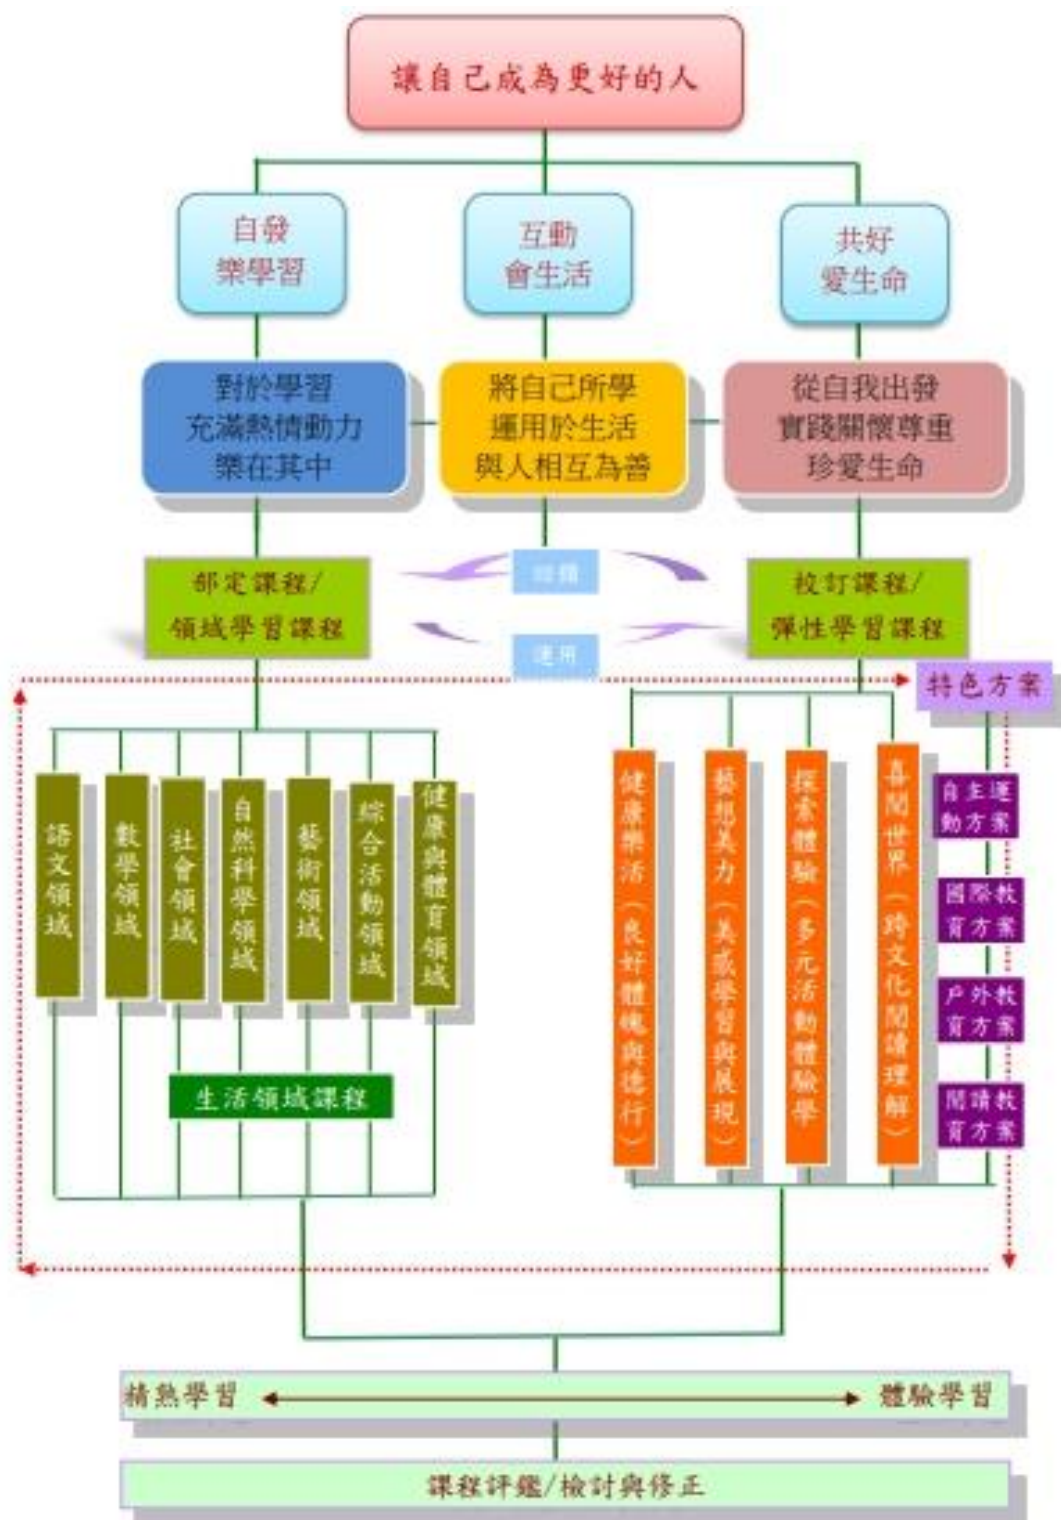 讓自己成為更好的人
自發
樂學習
互動
會生活
共好
愛生命
對於學習
充滿熱情動力
樂在其中
將自己所學
運用於生活
與人相互為善
從自我出發
實踐關懷尊重
珍愛生命
部定課程/
領域學習課程
運用
校訂課程/
彈性學習課程
特色方案
語文領域
數學領域
社會領域
自然科學領域
藝術領域
綜合活動領域
健康與體育領域
生活領域課程
健康樂活（良好體魄與德行）
藝想美力（美感學習與展現）
探索體驗（多元活動體驗學
喜閱世界（跨文化閱讀理解）
自主運
動方案
國際教
育方案
戶外教
育方案
閱讀教
育方案
精熟學習
體驗學習
課程評鑑/檢討與修正